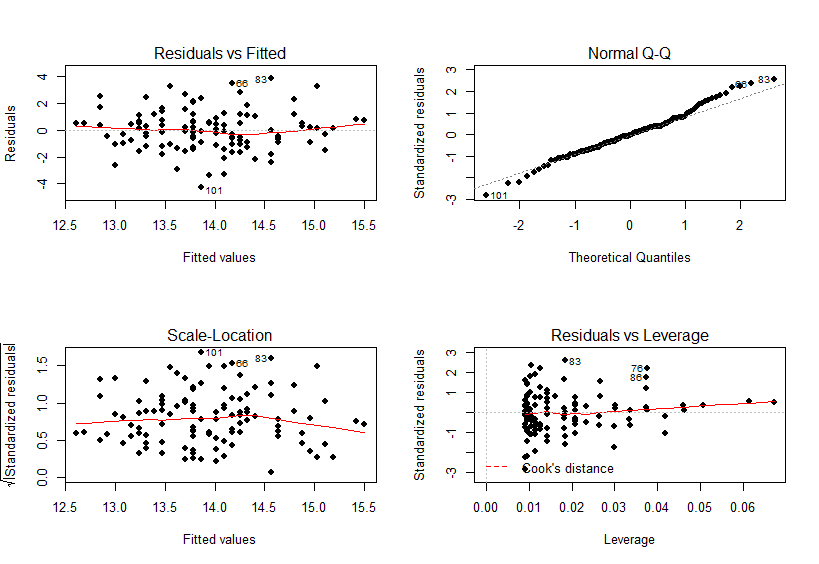 Residuals vs Fitted
Residuals
-4 -2 0 2 4
66
83
101
12.5 13.0 13.5 14.0 14.5 15.0 15.5
Fitted values
Normal Q-Q
Standardized residuals
-3 -1 0 1 2 3
66
83
101
-2 -1 0 1 2
Theoretical Quantiles
Scale-Location
√|Standardized residuals|
0.0 0.5 1.0 1.5
101
66
83
12.5 13.0 13.5 14.0 14.5 15.0 15.5
Fitted values
Residuals vs Leverage
Standardized residuals
-3 -1 1 2 3
83
76
86
Cook's distance
0.00 0.01 0.02 0.03 0.04 0.05 0.06
Leverage